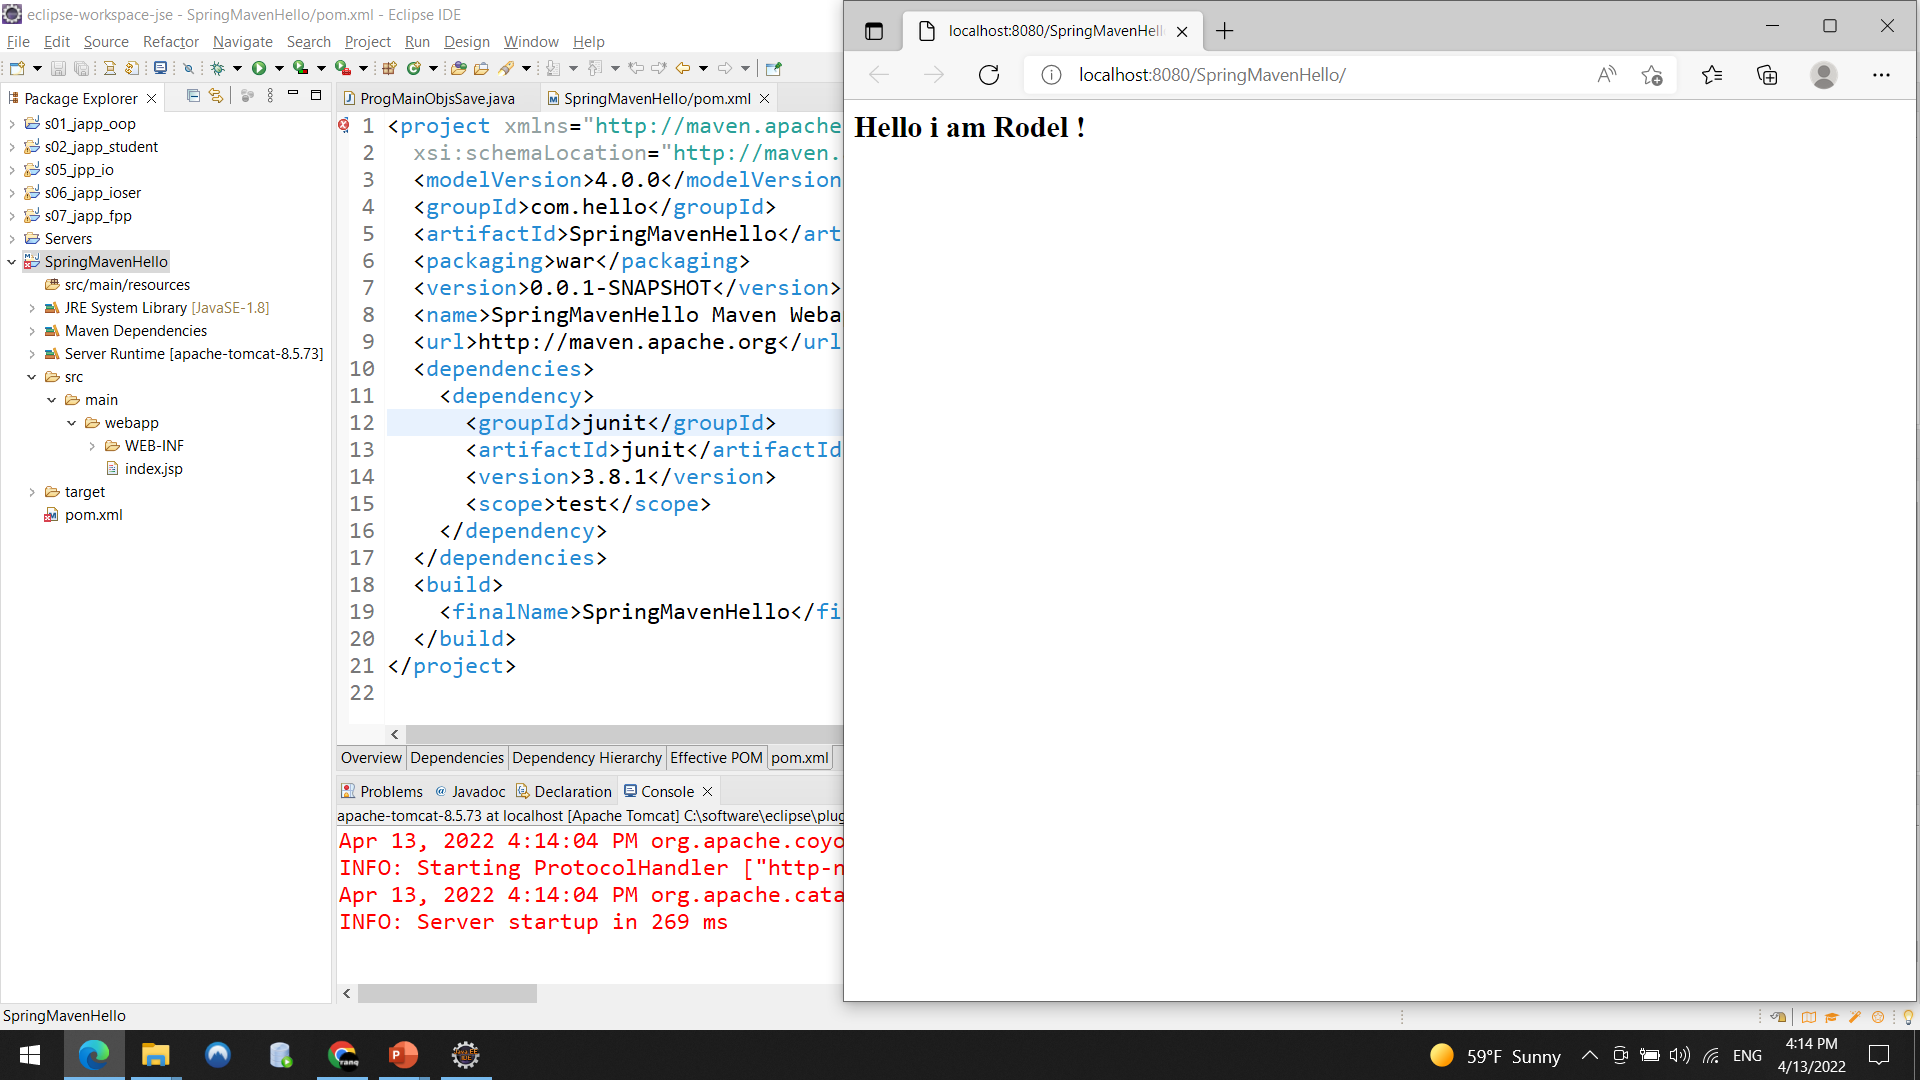 eclipse-workspace-jse - SpringMavenHello/pom.xml - Eclipse IDE
File Edit Source Refactor Navigate Search Project Run Design Window Help
Package Explorer
s01_japp_oop
s02_japp_student
s05_jpp_io
s06_japp_ioser
s07_japp_fpp
Servers
SpringMavenHello
src/main/resources
JRE System Library [JavaSE-1.8]
Maven Dependencies
Server Runtime [apache-tomcat-8.5.73]
src
main
webapp
WEB-INF
index.jsp
target
pom.xml
ProgMainObjsSave.java SpringMavenHello/pom.xml
1 <project xmlns="http://maven.apache
2 xsi:schemaLocation="http://maven.
3 <modelVersion>4.0.0</modelVersion
4 <groupId>com.hello</groupId>
5 <artifactId>SpringMavenHello</art
6 <packaging>war</packaging>
7 <version>0.0.1-SNAPSHOT</version>
8 <name>SpringMavenHello Maven Weba
9 <url>http://maven.apache.org</url
10 <dependencies>
11 <dependency>
12 <groupId>junit</groupId>
13 <artifactId>junit</artifactId
14 <version>3.8.1</version>
15 <scope>test</scope>
16 </dependency>
17 </dependencies>
18 <build>
19 <finalName>SpringMavenHello</fi
20 </build>
21 </project>
22
Overview Dependencies Dependency Hierarchy Effective POM pom.xml
Problems @ Javadoc Declaration Console
apache-tomcat-8.5.73 at localhost [Apache Tomcat] C:\software\eclipse\plug
Apr 13, 2022 4:14:04 PM org.apache.coyo
INFO: Starting ProtocolHandler ["http-n
Apr 13, 2022 4:14:04 PM org.apache.cata
INFO: Server startup in 269 ms
SpringMavenHello
localhost:8080/SpringMavenHell
localhost:8080/SpringMavenHello/
Hello i am Rodel !
59°F Sunny
ENG
4:14 PM
4/13/2022